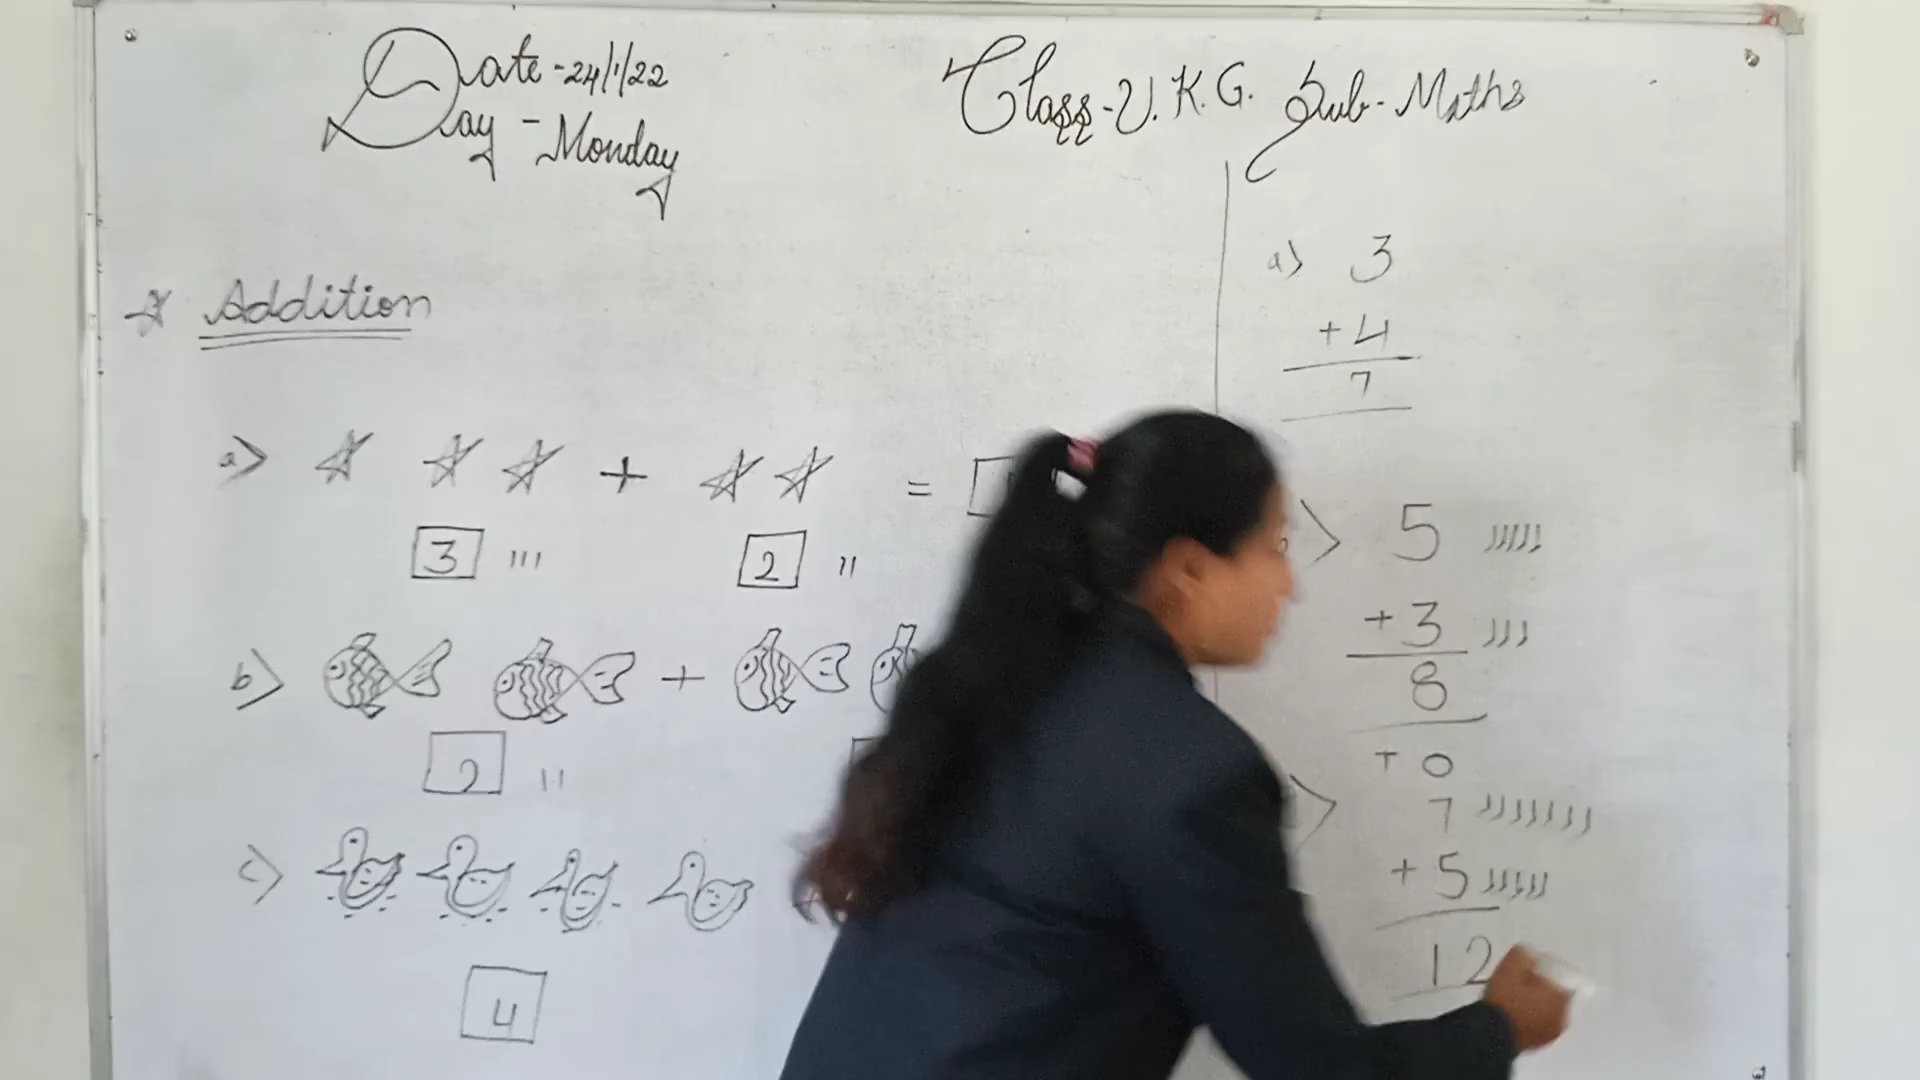 Date - 24/1/22
Day - Monday
Class - U.K.G. Sub - Maths
* Addition
a> + =
3 ''' 2 ''
b> +
2 ''
c>
4
a) 3
+ 4
7
> 5 '''''
+ 3 '''
8
+ 0
> 7 '''''''
+ 5 '''''
12